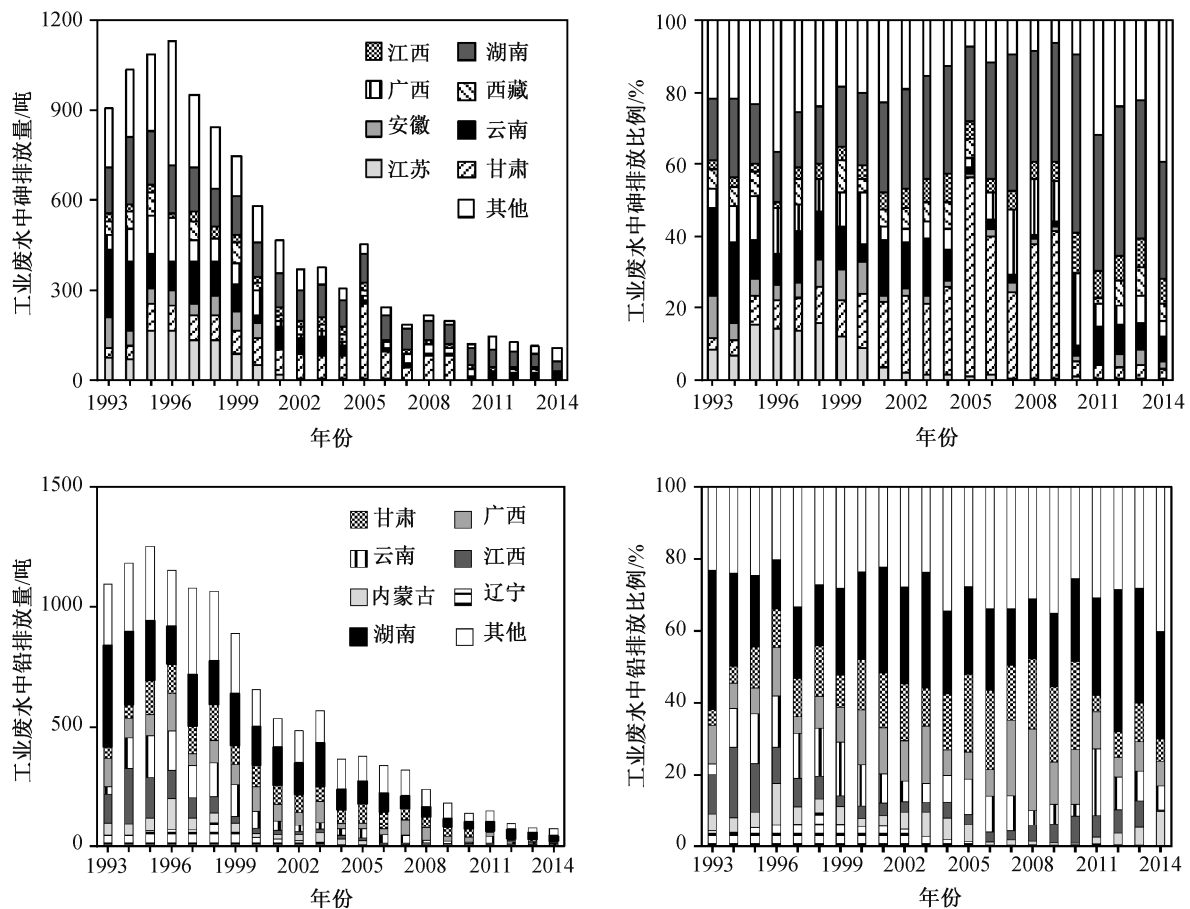 工业废水中砷排放量/吨
1200
900
600
300
0
江西
湖南
广西
西藏
安徽
云南
江苏
甘肃
其他
1993 1996 1999 2002 2005 2008 2011 2014
年份
工业废水中砷排放比例/%
100
80
60
40
20
0
1993 1996 1999 2002 2005 2008 2011 2014
年份
工业废水中铅排放量/吨
1500
1000
500
0
甘肃
广西
云南
江西
内蒙古
辽宁
湖南
其他
1993 1996 1999 2002 2005 2008 2011 2014
年份
工业废水中铅排放比例/%
100
80
60
40
20
0
1993 1996 1999 2002 2005 2008 2011 2014
年份